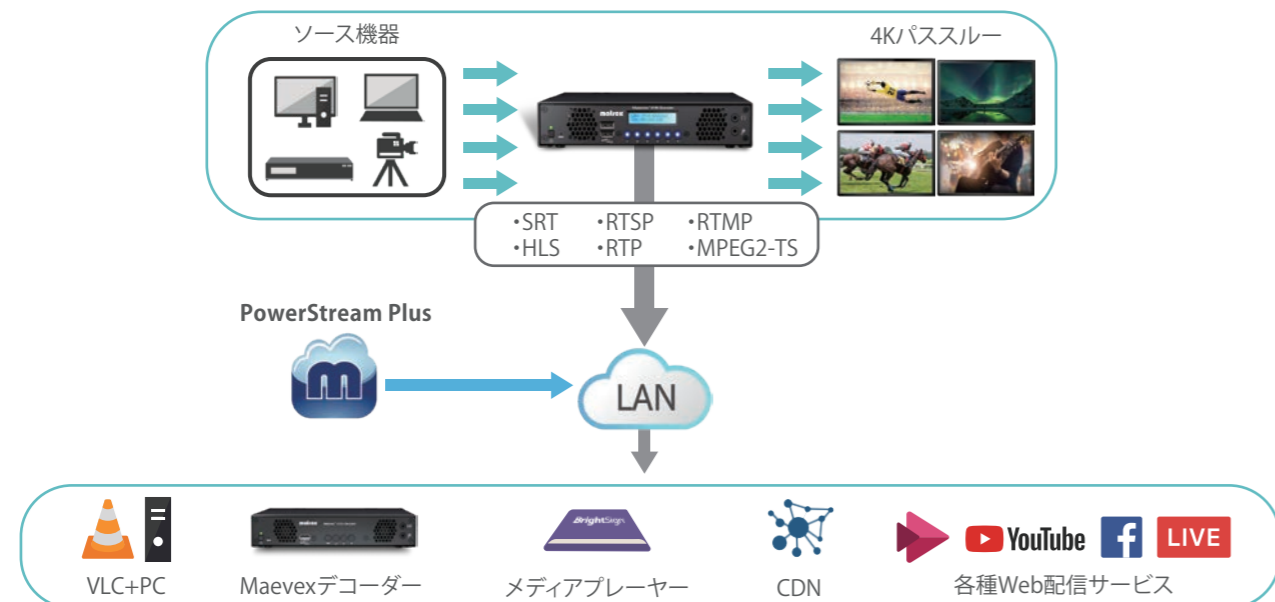 ソース機器
4Kパススルー
maevex
・SRT ・RTSP ・RTMP
・HLS ・RTP ・MPEG2-TS
PowerStream Plus
m
LAN
BrightSign
YouTube f LIVE
VLC+PC
Maevexデコーダー
メディアプレーヤー
CDN
各種Web配信サービス